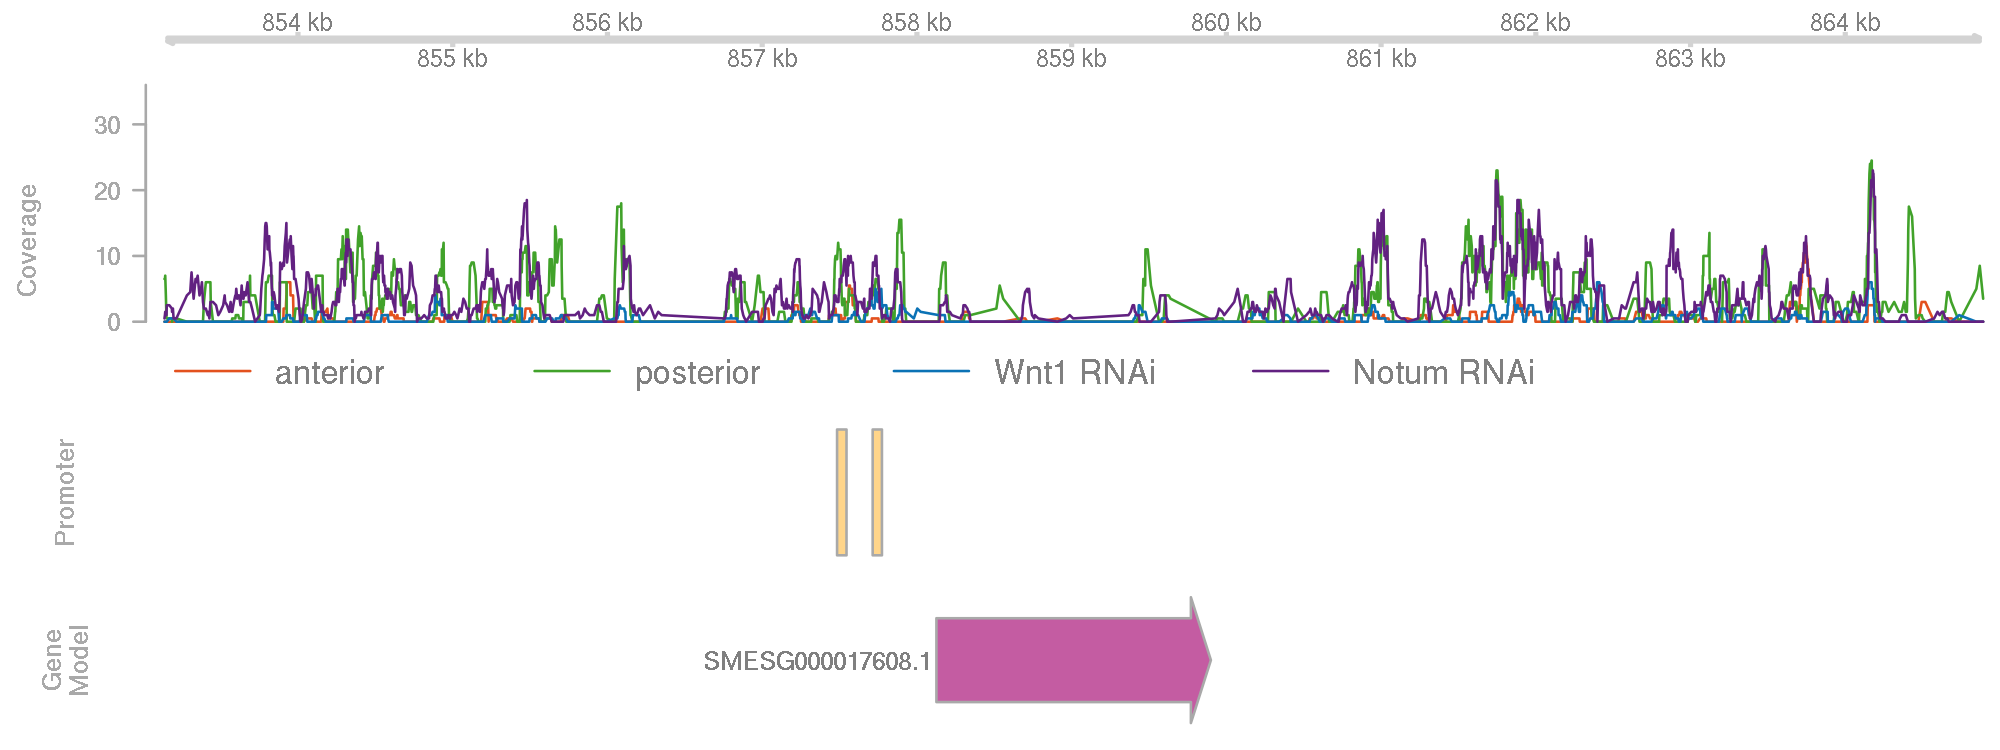 854 kb 856 kb 858 kb 860 kb 862 kb 864 kb
855 kb 857 kb 859 kb 861 kb 863 kb
30
20
10
0
Coverage
anterior posterior Wnt1 RNAi Notum RNAi
Promoter
Gene
Model
SMESG000017608.1